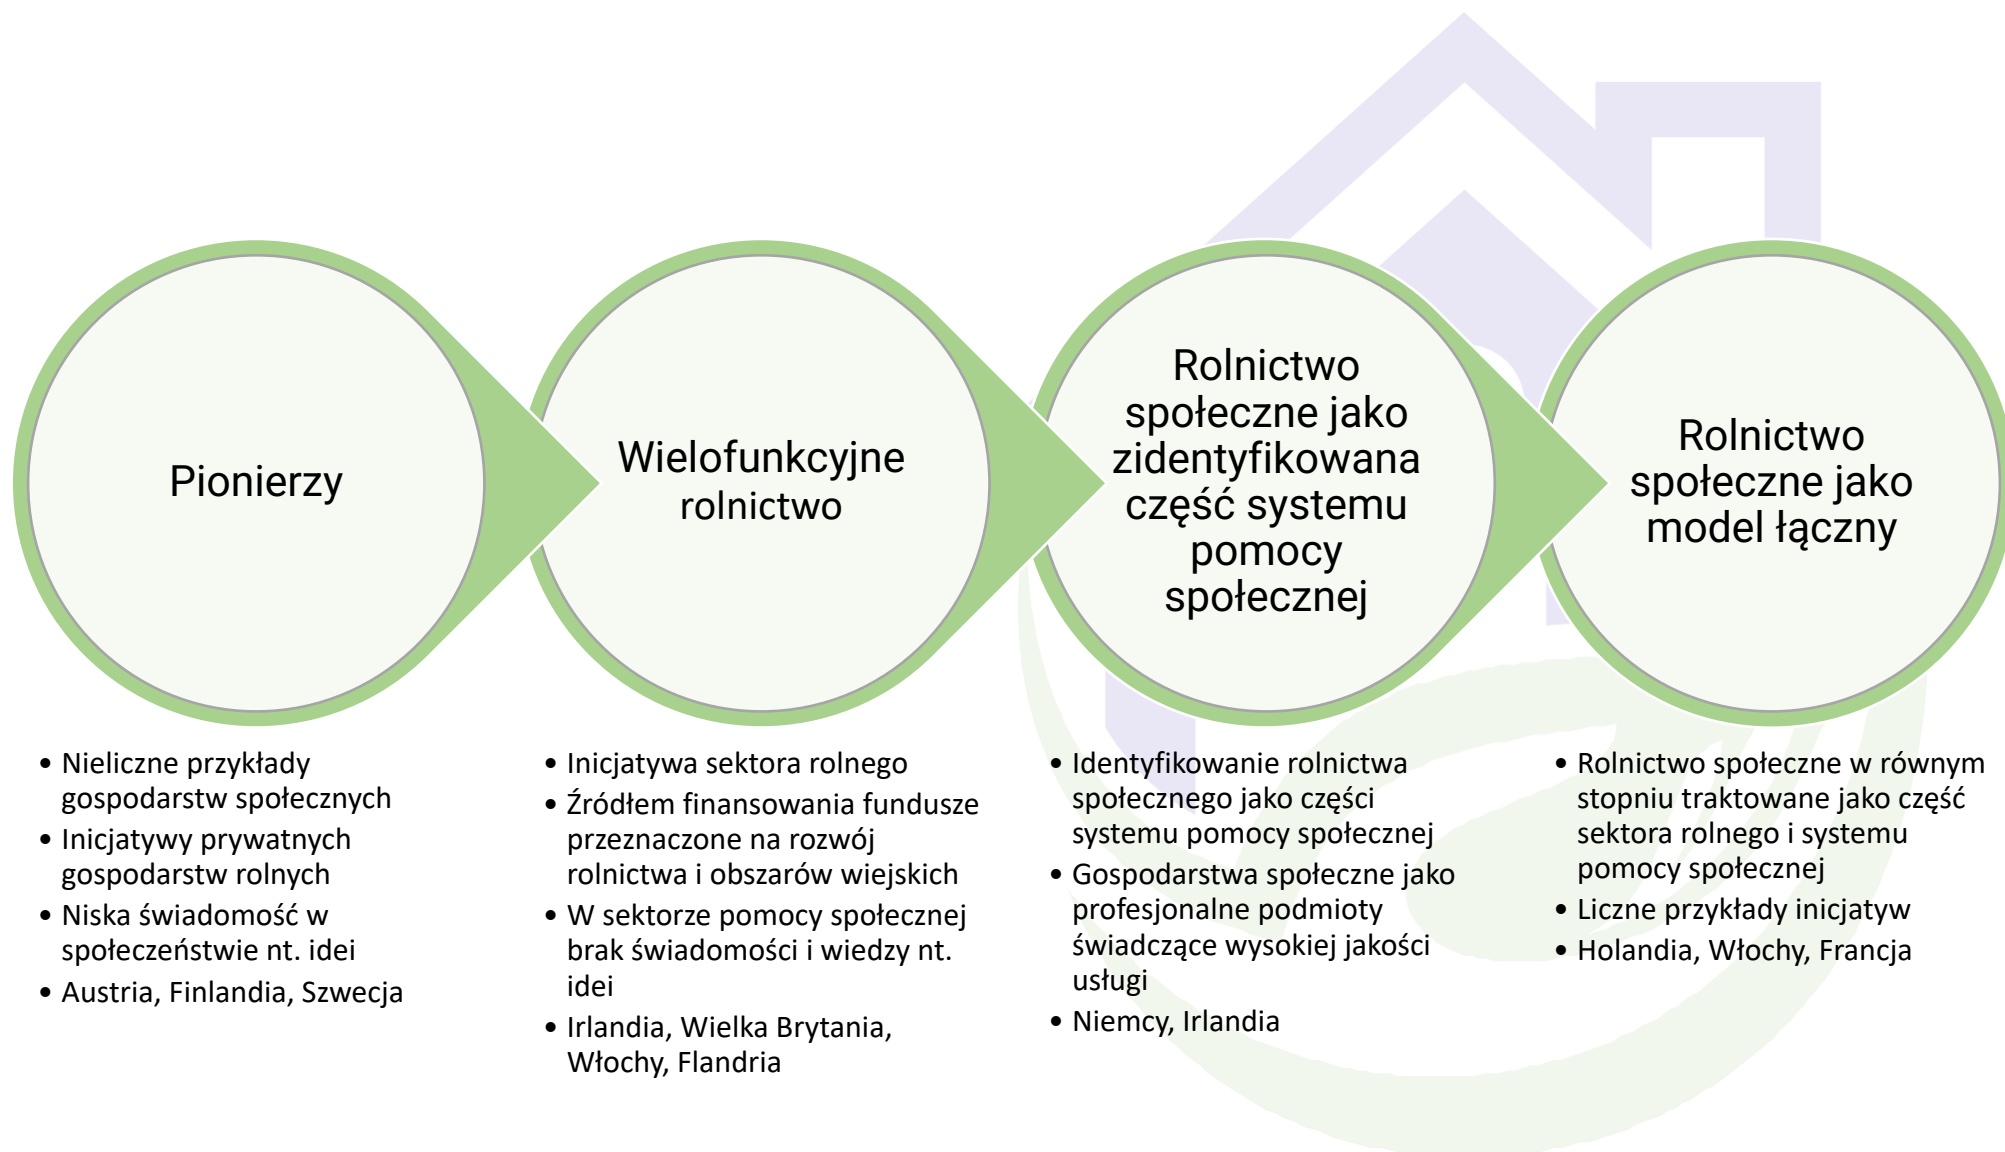 Pionierzy
• Nieliczne przykłady
gospodarstw społecznych
• Inicjatywy prywatnych
gospodarstw rolnych
• Niska świadomość w
społeczeństwie nt. idei
• Austria, Finlandia, Szwecja
Wielofunkcyjne
rolnictwo
• Inicjatywa sektora rolnego
• Źródłem finansowania fundusze
przeznaczone na rozwój
rolnictwa i obszarów wiejskich
• W sektorze pomocy społecznej
brak świadomości i wiedzy nt.
idei
• Irlandia, Wielka Brytania,
Włochy, Flandria
Rolnictwo
społeczne jako
zidentyfikowana
część systemu
pomocy
społecznej
• Identyfikowanie rolnictwa
społecznego jako części
systemu pomocy społecznej
• Gospodarstwa społeczne jako
profesjonalne podmioty
świadczące wysokiej jakości
usługi
• Niemcy, Irlandia
Rolnictwo
społeczne jako
model łączny
• Rolnictwo społeczne w równym
stopniu traktowane jako część
sektora rolnego i systemu
pomocy społecznej
• Liczne przykłady inicjatyw
• Holandia, Włochy, Francja